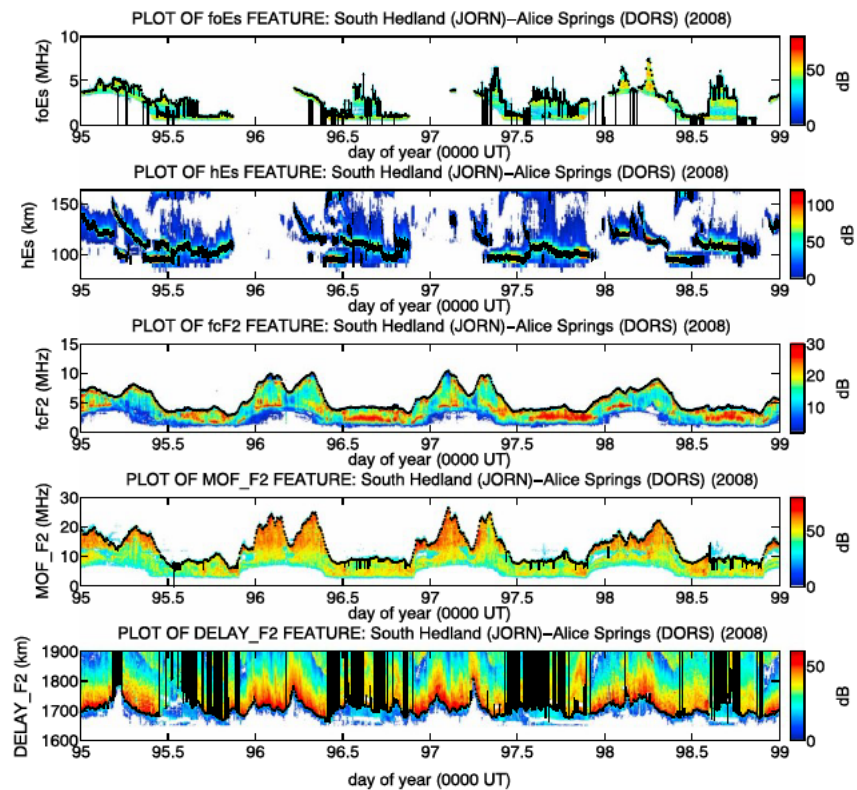 PLOT OF foEs FEATURE: South Hedland (JORN)−Alice Springs (DORS) (2008)
10
5
0
foEs (MHz)
95 95.5 96 96.5 97 97.5 98 98.5 99
day of year (0000 UT)
50
0
dB
PLOT OF hEs FEATURE: South Hedland (JORN)−Alice Springs (DORS) (2008)
150
100
hEs (km)
95 95.5 96 96.5 97 97.5 98 98.5 99
day of year (0000 UT)
100
50
0
dB
PLOT OF fcF2 FEATURE: South Hedland (JORN)−Alice Springs (DORS) (2008)
15
10
5
0
fcF2 (MHz)
95 95.5 96 96.5 97 97.5 98 98.5 99
day of year (0000 UT)
30
20
10
dB
PLOT OF MOF_F2 FEATURE: South Hedland (JORN)−Alice Springs (DORS) (2008)
30
20
10
0
MOF_F2 (MHz)
95 95.5 96 96.5 97 97.5 98 98.5 99
day of year (0000 UT)
50
0
dB
PLOT OF DELAY_F2 FEATURE: South Hedland (JORN)−Alice Springs (DORS) (2008)
1900
1800
1700
1600
DELAY_F2 (km)
95 95.5 96 96.5 97 97.5 98 98.5 99
day of year (0000 UT)
50
0
dB